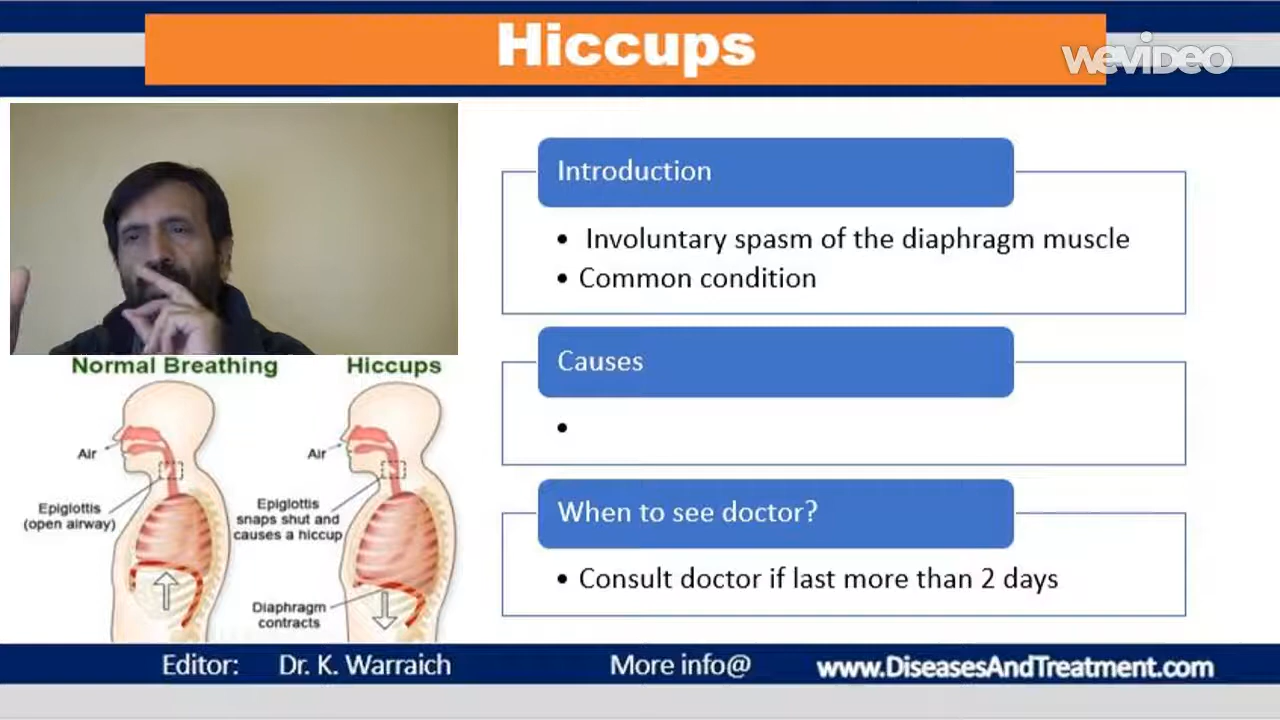 Hiccups
WEVIDEO
Introduction
• Involuntary spasm of the diaphragm muscle
• Common condition
Causes
•
When to see doctor?
• Consult doctor if last more than 2 days
Normal Breathing
Air
Epiglottis
(open airway)
Hiccups
Air
Epiglottis
snaps shut and
causes a hiccup
Diaphragm
contracts
Editor: Dr. K. Warraich
More info@ www.DiseasesAndTreatment.com